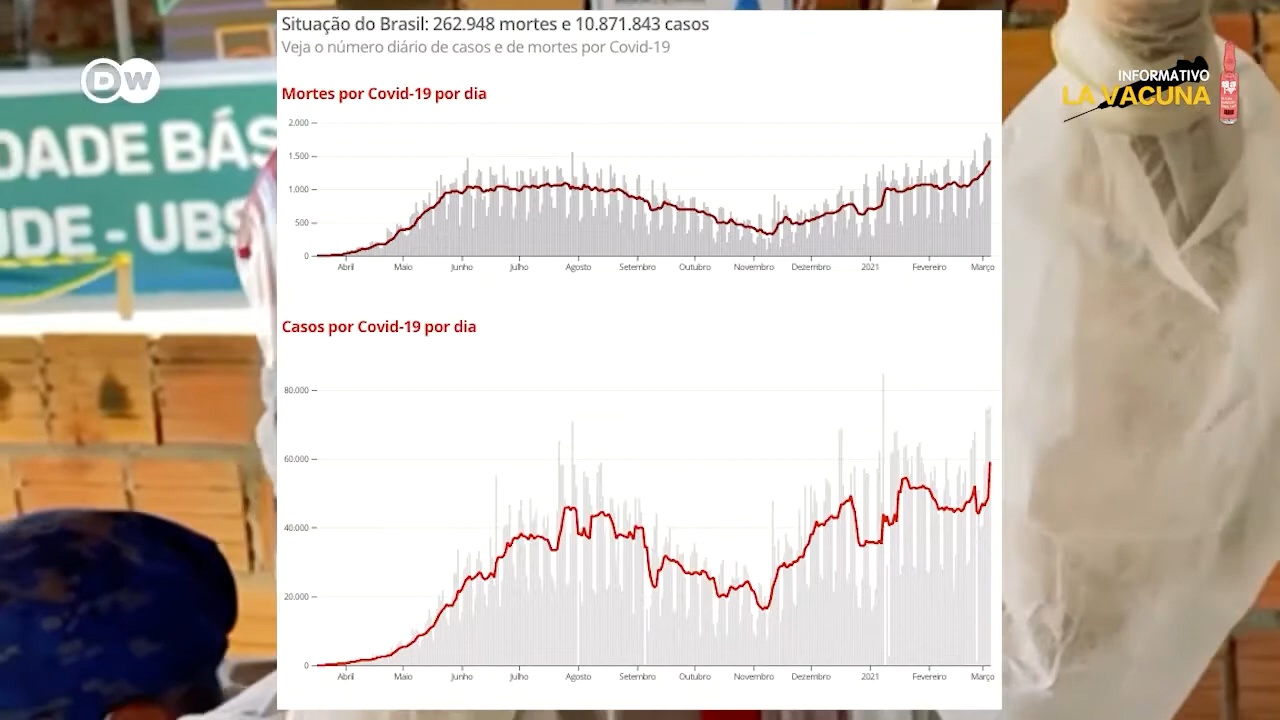 Situação do Brasil: 262.948 mortes e 10.871.843 casos
Veja o número diário de casos e de mortes por Covid-19
DW
INFORMATIVO
LA VACUNA
Mortes por Covid-19 por dia
2.000
1.500
1.000
500
0
Abril Maio Junho Julho Agosto Setembro Outubro Novembro Dezembro 2021 Fevereiro Março
DADE BÁS
ÚDE - UBS
Casos por Covid-19 por dia
80.000
60.000
40.000
20.000
0
Abril Maio Junho Julho Agosto Setembro Outubro Novembro Dezembro 2021 Fevereiro Março